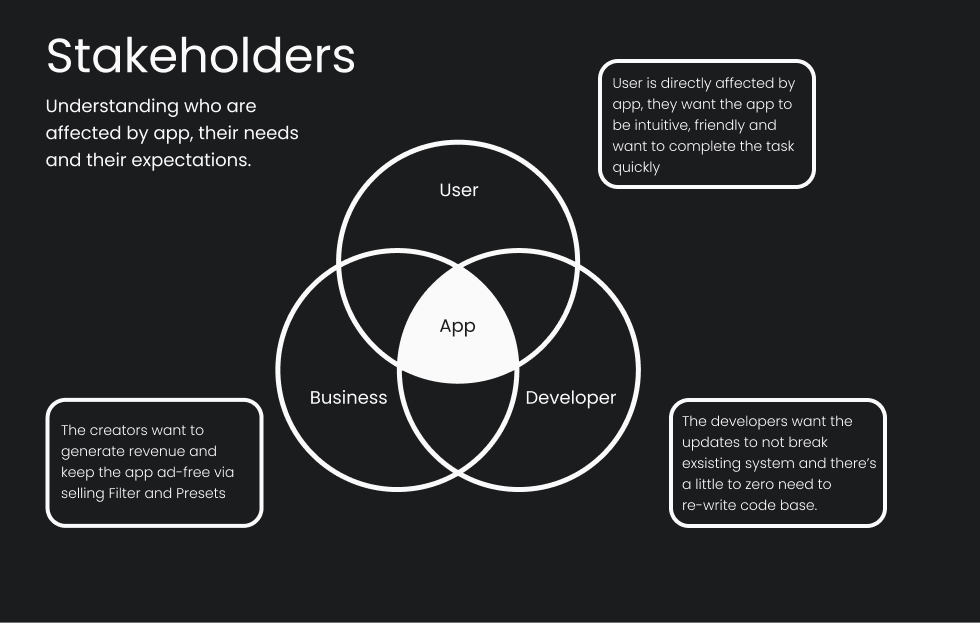 Stakeholders
Understanding who are
affected by app, their needs
and their expectations.
User is directly affected by
app, they want the app to
be intuitive, friendly and
want to complete the task
quickly
User
App
Business
Developer
The creators want to
generate revenue and
keep the app ad-free via
selling Filter and Presets
The developers want the
updates to not break
exsisting system and there's
a little to zero need to
re-write code base.